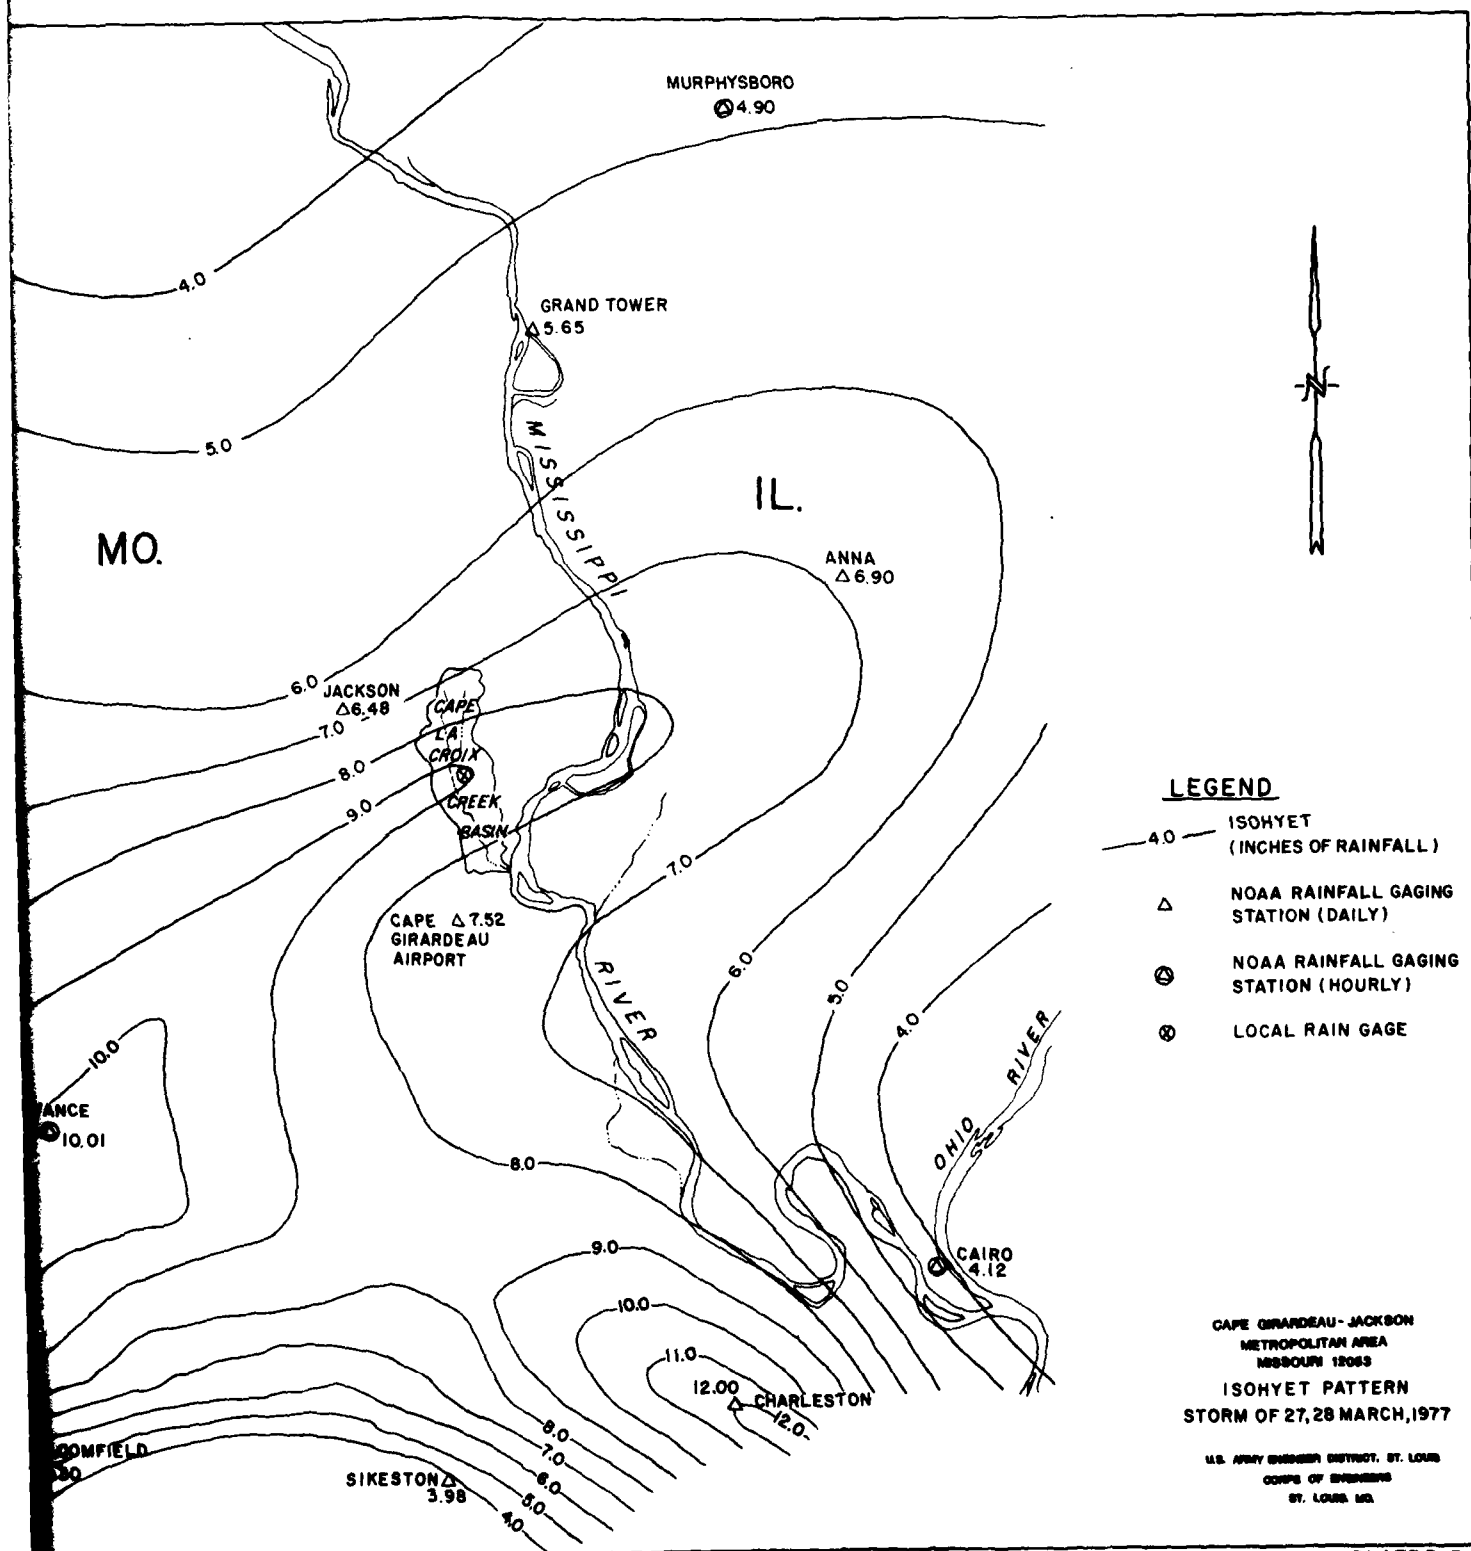 MURPHYSBORO
4.90
4.0
GRAND TOWER
5.65
5.0
MISSISSIPPI
IL.
MO.
ANNA
6.90
6.0
JACKSON
6.48
7.0
CAPE
LA
CROIX
CREEK
BASIN
8.0
9.0
7.0
CAPE 7.52
GIRARDEAU
AIRPORT
RIVER
6.0
5.0
4.0
OHIO RIVER
10.0
ANCE
10.01
8.0
9.0
CAIRO
4.12
10.0
11.0
12.00
CHARLESTON
12.0
8.0
7.0
6.0
5.0
4.0
OOMFIELD
SIKESTON
3.98
N
LEGEND
4.0 ISOHYET
(INCHES OF RAINFALL)
NOAA RAINFALL GAGING
STATION (DAILY)
NOAA RAINFALL GAGING
STATION (HOURLY)
LOCAL RAIN GAGE
CAPE GIRARDEAU-JACKSON
METROPOLITAN AREA
MISSOURI 12063
ISOHYET PATTERN
STORM OF 27,28 MARCH,1977
U.S. ARMY ENGINEER DISTRICT, ST. LOUIS
CORPS OF ENGINEERS
ST. LOUIS MO.